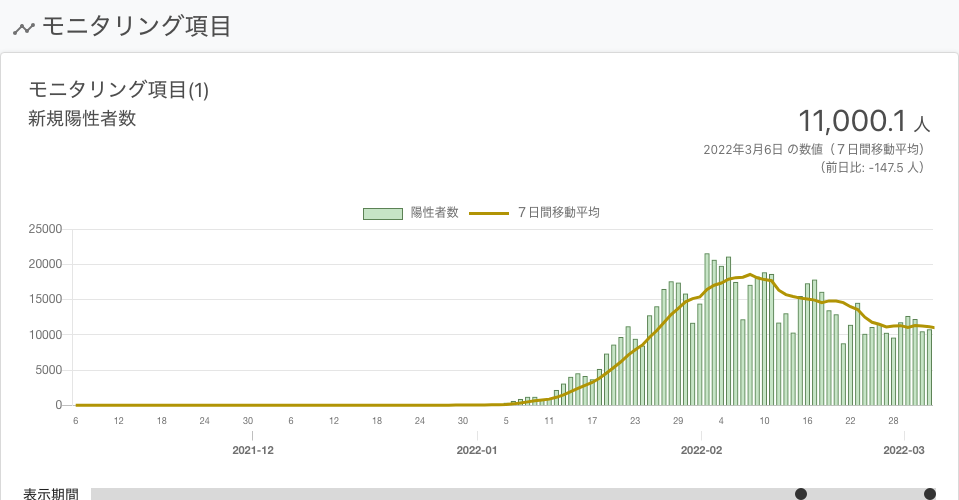 モニタリング項目
モニタリング項目(1)
新規陽性者数
11,000.1 人
2022年3月6日 の数値（７日間移動平均）
（前日比: -147.5 人）
陽性者数 ７日間移動平均
25000
20000
15000
10000
5000
0
6 12 18 24 30 6 12 18 24 30 5 11 17 23 29 4 10 16 22 28
2021-12 2022-01 2022-02 2022-03
表示期間